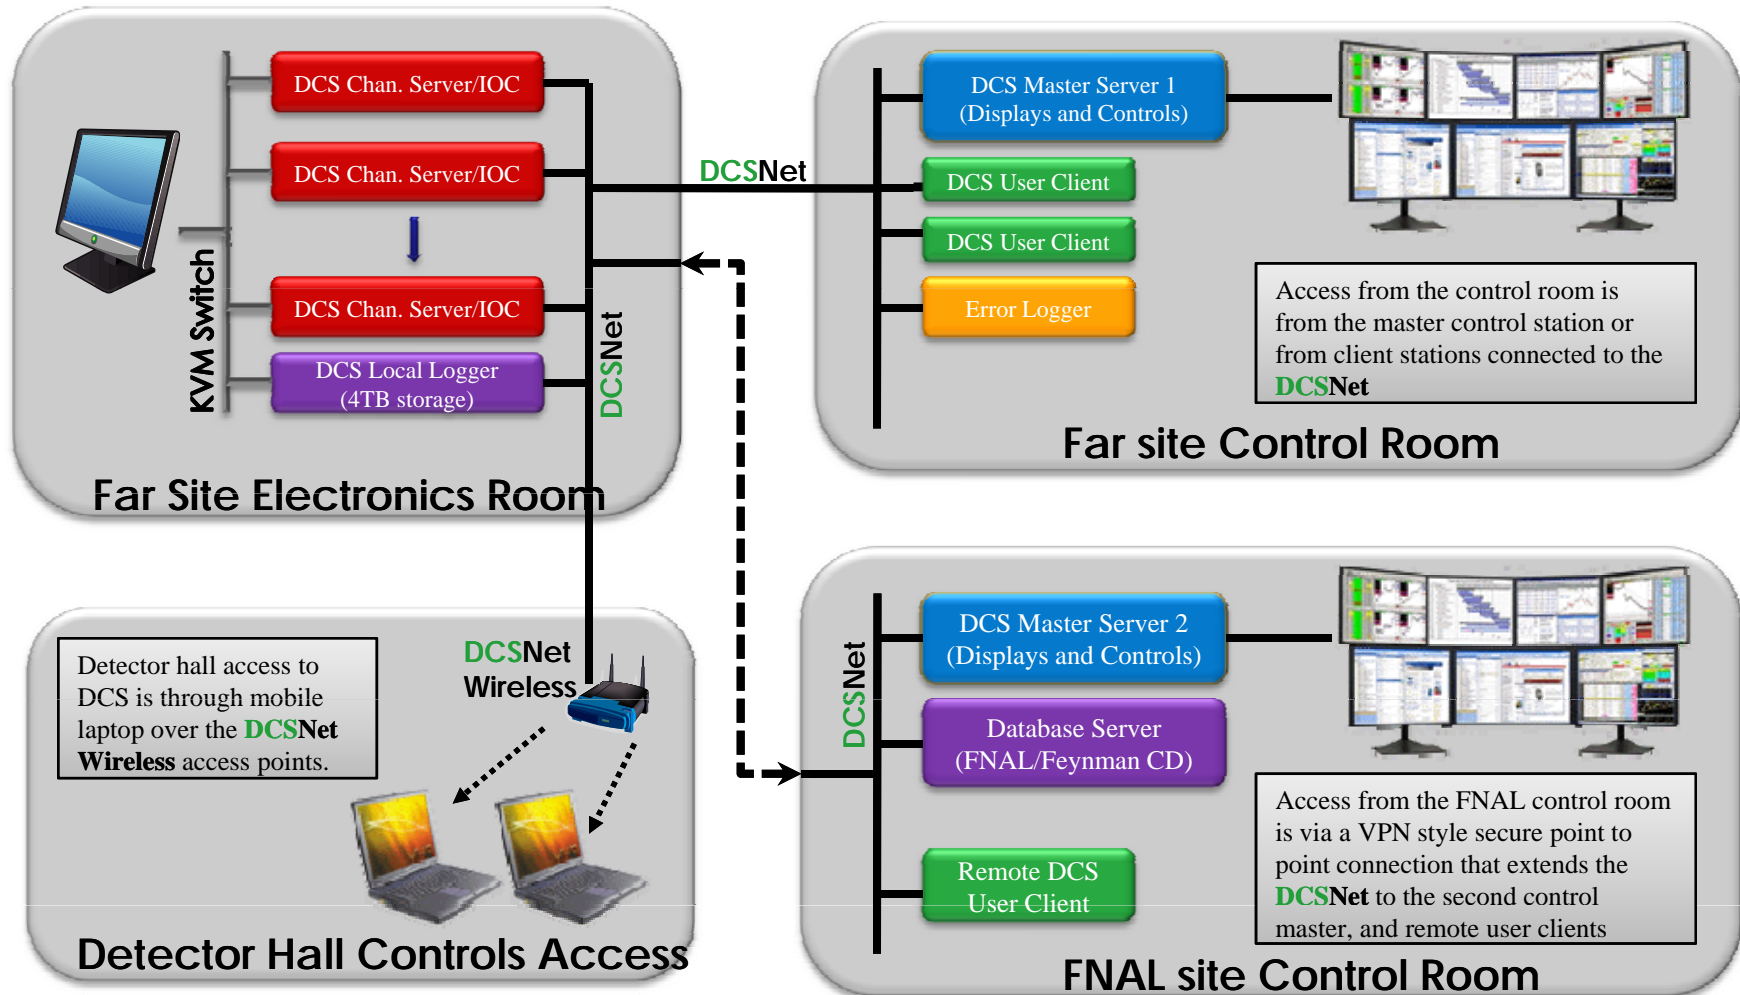 DCS Chan. Server/IOC
DCS Chan. Server/IOC
DCS Chan. Server/IOC
DCS Local Logger
(4TB storage)
KVM Switch
DCSNet
Far Site Electronics Room
DCSNet
DCS Master Server 1
(Displays and Controls)
DCS User Client
DCS User Client
Error Logger
Access from the control room is
from the master control station or
from client stations connected to the
DCSNet
Far site Control Room
Detector hall access to
DCS is through mobile
laptop over the DCSNet
Wireless access points.
DCSNet
Wireless
Detector Hall Controls Access
DCSNet
DCS Master Server 2
(Displays and Controls)
Database Server
(FNAL/Feynman CD)
Remote DCS
User Client
Access from the FNAL control room
is via a VPN style secure point to
point connection that extends the
DCSNet to the second control
master, and remote user clients
FNAL site Control Room